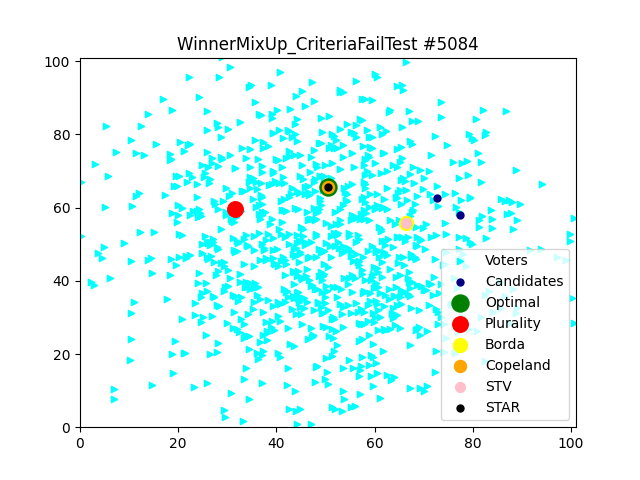 WinnerMixUp_CriteriaFailTest #5084
100
80
60
40
20
0
0 20 40 60 80 100
Voters
Candidates
Optimal
Plurality
Borda
Copeland
STV
STAR